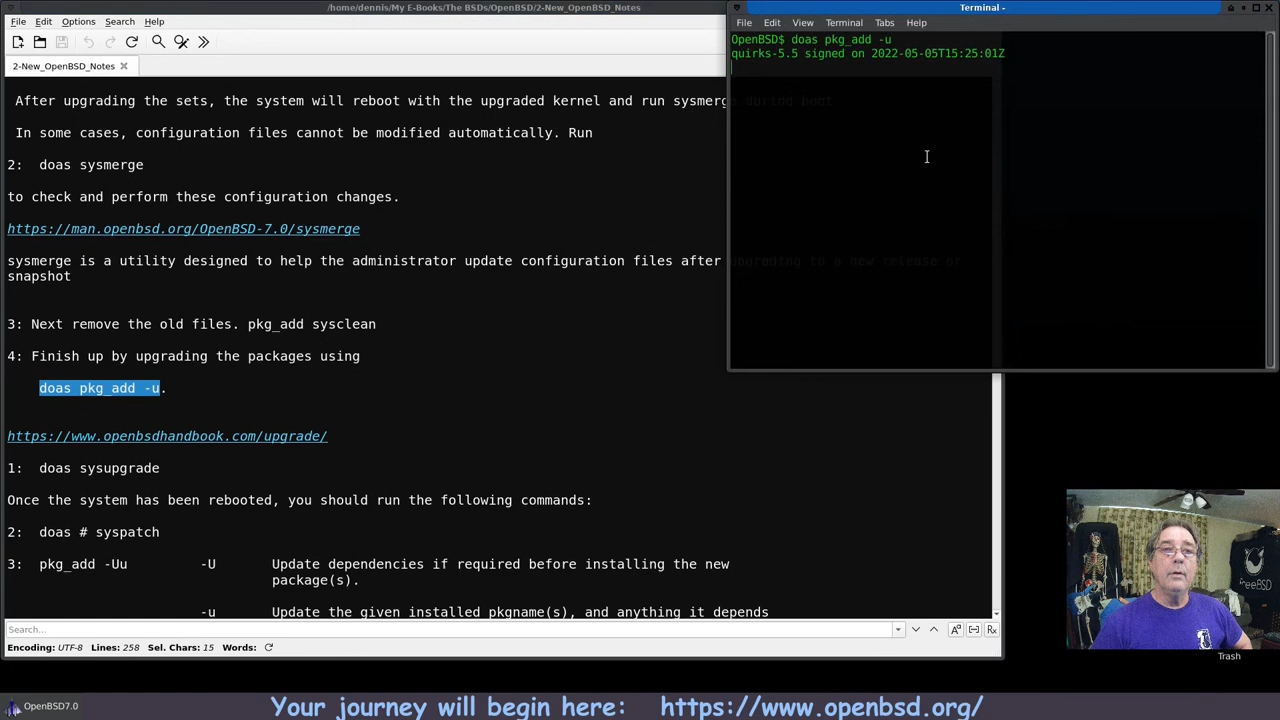 /home/dennis/My E-Books/The BSDs/OpenBSD/2-New_OpenBSD_Notes
File Edit Options Search Help
2-New_OpenBSD_Notes
After upgrading the sets, the system will reboot with the upgraded kernel and run sysmerge during boot
In some cases, configuration files cannot be modified automatically. Run
2: doas sysmerge
to check and perform these configuration changes.
https://man.openbsd.org/OpenBSD-7.0/sysmerge
sysmerge is a utility designed to help the administrator update configuration files after upgrading to a new release or
snapshot
3: Next remove the old files. pkg_add sysclean
4: Finish up by upgrading the packages using
doas pkg_add -u.
https://www.openbsdhandbook.com/upgrade/
1: doas sysupgrade
Once the system has been rebooted, you should run the following commands:
2: doas # syspatch
3: pkg_add -Uu -U Update dependencies if required before installing the new
package(s).
-u Update the given installed pkgname(s), and anything it depends
Search...
Encoding: UTF-8 Lines: 258 Sel. Chars: 15 Words:
Terminal -
File Edit View Terminal Tabs Help
OpenBSD$ doas pkg_add -u
quirks-5.5 signed on 2022-05-05T15:25:01Z
freeBSD
Trash
OpenBSD7.0
Your journey will begin here: https://www.openbsd.org/